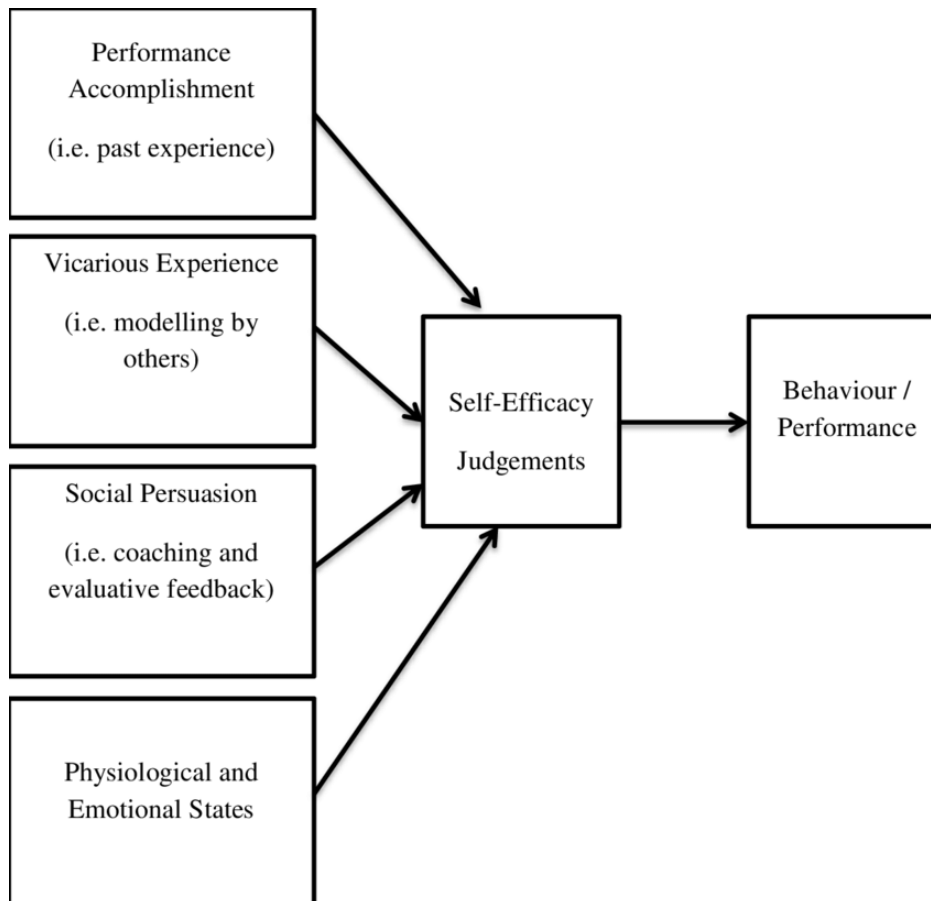 Performance
Accomplishment
(i.e. past experience)
Vicarious Experience
(i.e. modelling by
others)
Social Persuasion
(i.e. coaching and
evaluative feedback)
Physiological and
Emotional States
Self-Efficacy
Judgements
Behaviour /
Performance